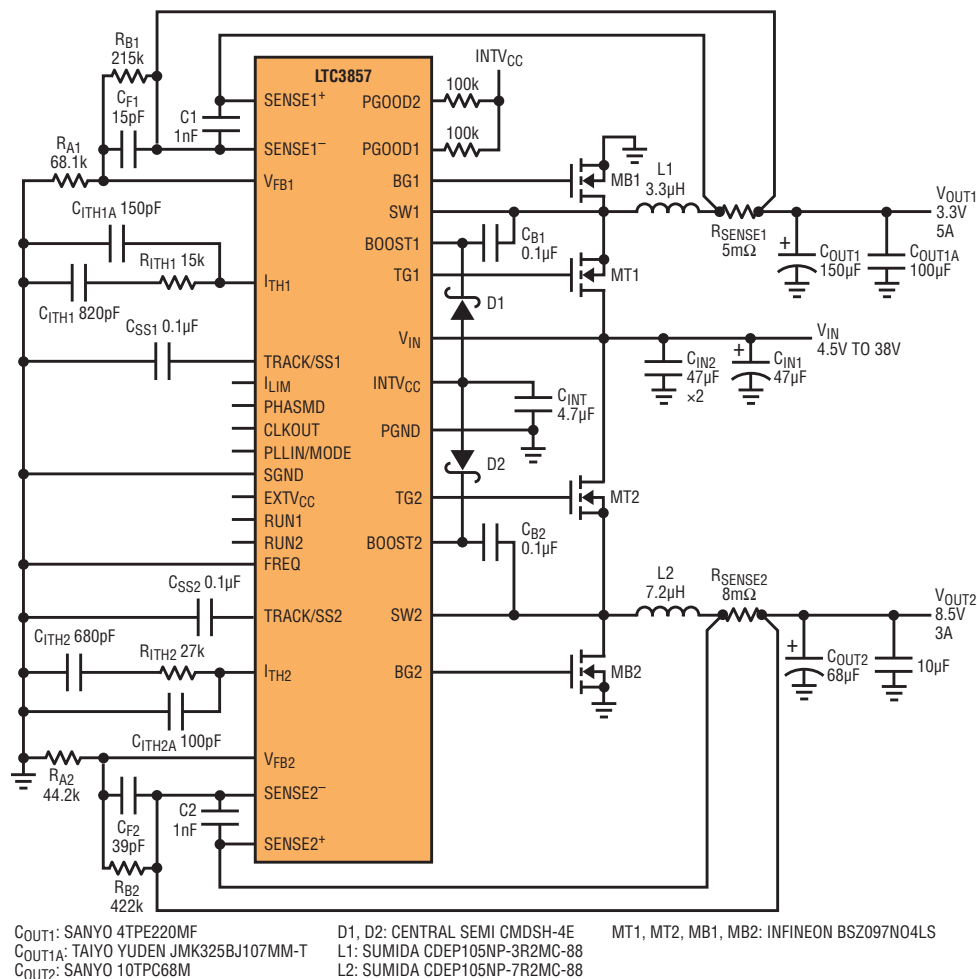 RB1
215k
CF1
15pF
RA1
68.1k
CITH1A 150pF
RITH1 15k
CITH1 820pF
CSS1 0.1µF
C1
1nF
LTC3857
SENSE1+
SENSE1−
VFB1
ITH1
TRACK/SS1
ILIM
PHASMD
CLKOUT
PLLIN/MODE
SGND
EXTVCC
RUN1
RUN2
FREQ
TRACK/SS2
ITH2
VFB2
SENSE2−
SENSE2+
PGOOD2
PGOOD1
BG1
SW1
BOOST1
TG1
VIN
INTVCC
PGND
TG2
BOOST2
SW2
BG2
INTVCC
100k
100k
MB1
L1
3.3µH
RSENSE1
5mΩ
VOUT1
3.3V
5A
+
COUT1
150µF
COUT1A
100µF
CB1
0.1µF
MT1
D1
VIN
4.5V TO 38V
CIN2
47µF
×2
+
CIN1
47µF
CINT
4.7µF
D2
MT2
CB2
0.1µF
L2
7.2µH
RSENSE2
8mΩ
VOUT2
8.5V
3A
+
COUT2
68µF
10µF
MB2
CSS2 0.1µF
CITH2 680pF
RITH2 27k
CITH2A 100pF
RA2
44.2k
CF2
39pF
RB2
422k
C2
1nF
COUT1: SANYO 4TPE220MF
COUT1A: TAIYO YUDEN JMK325BJ107MM-T
COUT2: SANYO 10TPC68M
D1, D2: CENTRAL SEMI CMDSH-4E
L1: SUMIDA CDEP105NP-3R2MC-88
L2: SUMIDA CDEP105NP-7R2MC-88
MT1, MT2, MB1, MB2: INFINEON BSZ097NO4LS